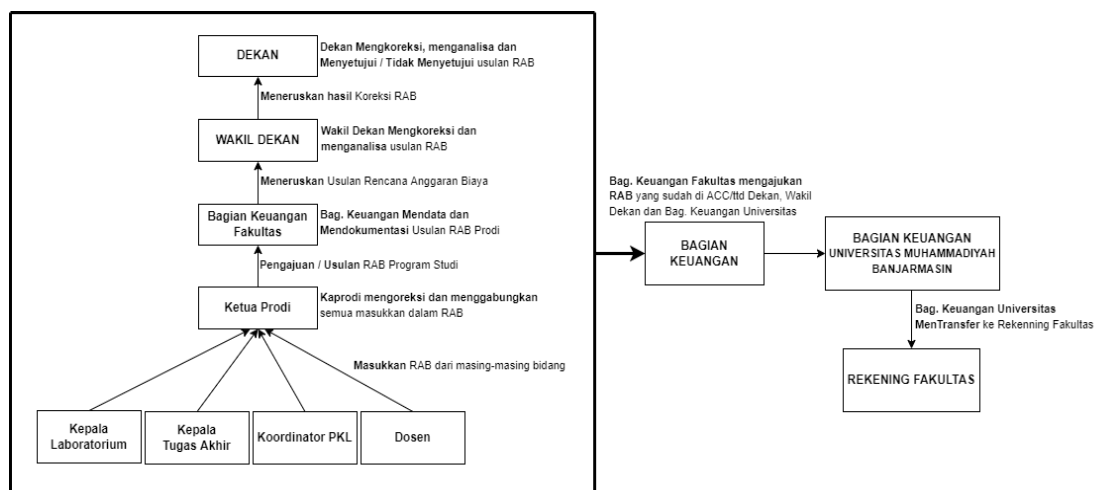 DEKAN
Dekan Mengkoreksi, menganalisa dan
Menyetujui / Tidak Menyetujui usulan RAB
Meneruskan hasil Koreksi RAB
WAKIL DEKAN
Wakil Dekan Mengkoreksi dan
menganalisa usulan RAB
Meneruskan Usulan Rencana Anggaran Biaya
Bagian Keuangan
Fakultas
Bag. Keuangan Mendata dan
Mendokumentasi Usulan RAB Prodi
Pengajuan / Usulan RAB Program Studi
Ketua Prodi
Kaprodi mengoreksi dan menggabungkan
semua masukkan dalam RAB
Masukkan RAB dari masing-masing bidang
Kepala
Laboratorium
Kepala
Tugas Akhir
Koordinator PKL
Dosen
Bag. Keuangan Fakultas mengajukan
RAB yang sudah di ACC/ttd Dekan, Wakil
Dekan dan Bag. Keuangan Universitas
BAGIAN
KEUANGAN
BAGIAN KEUANGAN
UNIVERSITAS MUHAMMADIYAH
BANJARMASIN
Bag. Keuangan Universitas
MenTransfer ke Rekenning Fakultas
REKENING FAKULTAS